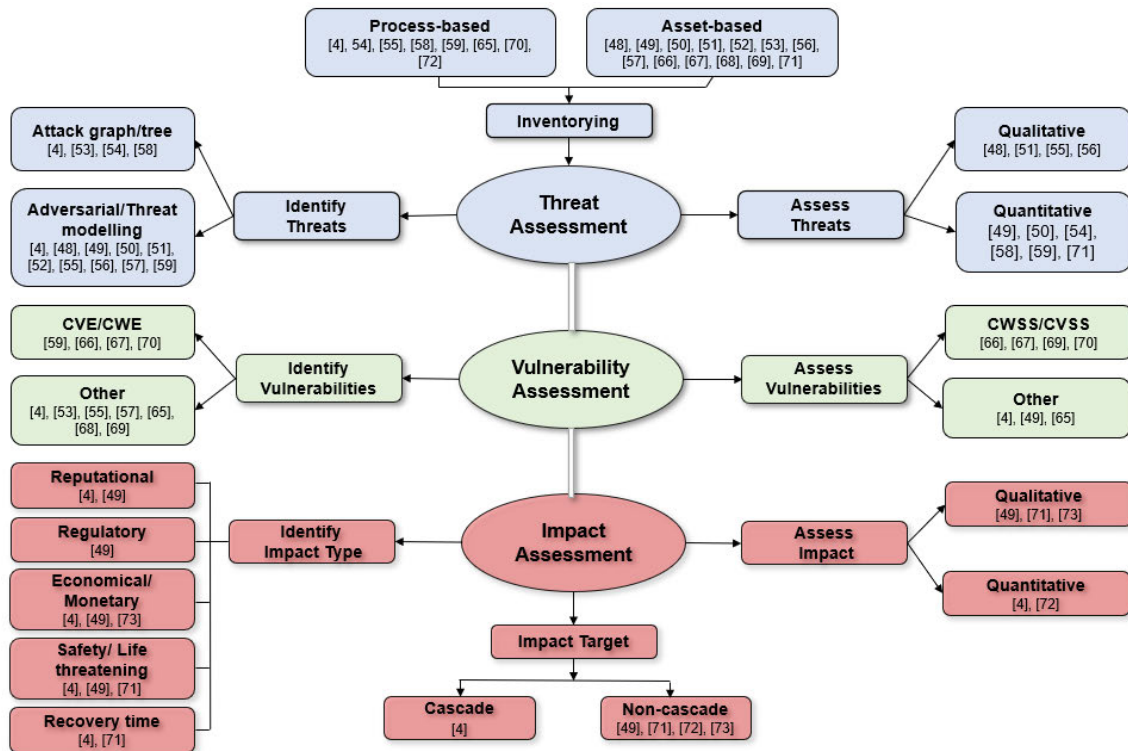 Process-based
[4], 54], [55], [58], [59], [65], [70],
[72]
Asset-based
[48], [49], [50], [51], [52], [53], [56],
[57], [66], [67], [68], [69], [71]
Inventorying
Attack graph/tree
[4], [53], [54], [58]
Adversarial/Threat
modelling
[4], [48], [49], [50], [51],
[52], [55], [56], [57], [59]
Identify
Threats
Threat
Assessment
Assess
Threats
Qualitative
[48], [51], [55], [56]
Quantitative
[49], [50], [54],
[58], [59], [71]
CVE/CWE
[59], [66], [67], [70]
Other
[4], [53], [55], [57], [65],
[68], [69]
Identify
Vulnerabilities
Vulnerability
Assessment
Assess
Vulnerabilities
CWSS/CVSS
[66], [67], [69], [70]
Other
[4], [49], [65]
Reputational
[4], [49]
Regulatory
[49]
Economical/
Monetary
[4], [49], [73]
Safety/ Life
threatening
[4], [49], [71]
Recovery time
[4], [71]
Identify
Impact Type
Impact
Assessment
Assess
Impact
Qualitative
[49], [71], [73]
Quantitative
[4], [72]
Impact Target
Cascade
[4]
Non-cascade
[49], [71], [72], [73]